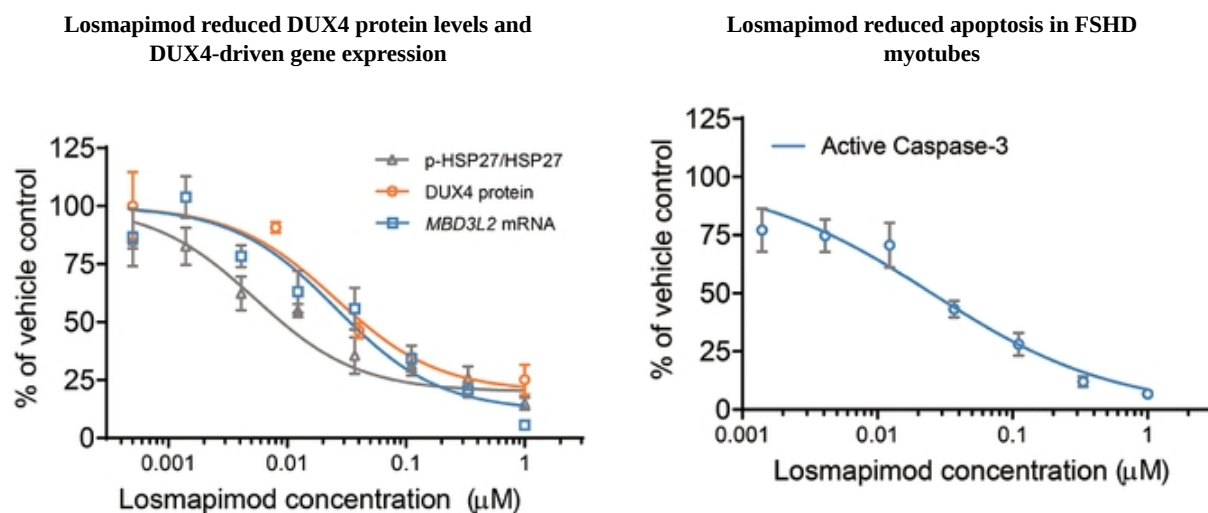 Losmapimod reduced DUX4 protein levels and
DUX4-driven gene expression
125
100
75
50
25
0
% of vehicle control
p-HSP27/HSP27
DUX4 protein
MBD3L2 mRNA
0.001
0.01
0.1
1
Losmapimod concentration (μM)
Losmapimod reduced apoptosis in FSHD
myotubes
125
100
75
50
25
0
% of vehicle control
Active Caspase-3
0.001
0.01
0.1
1
Losmapimod concentration (μM)